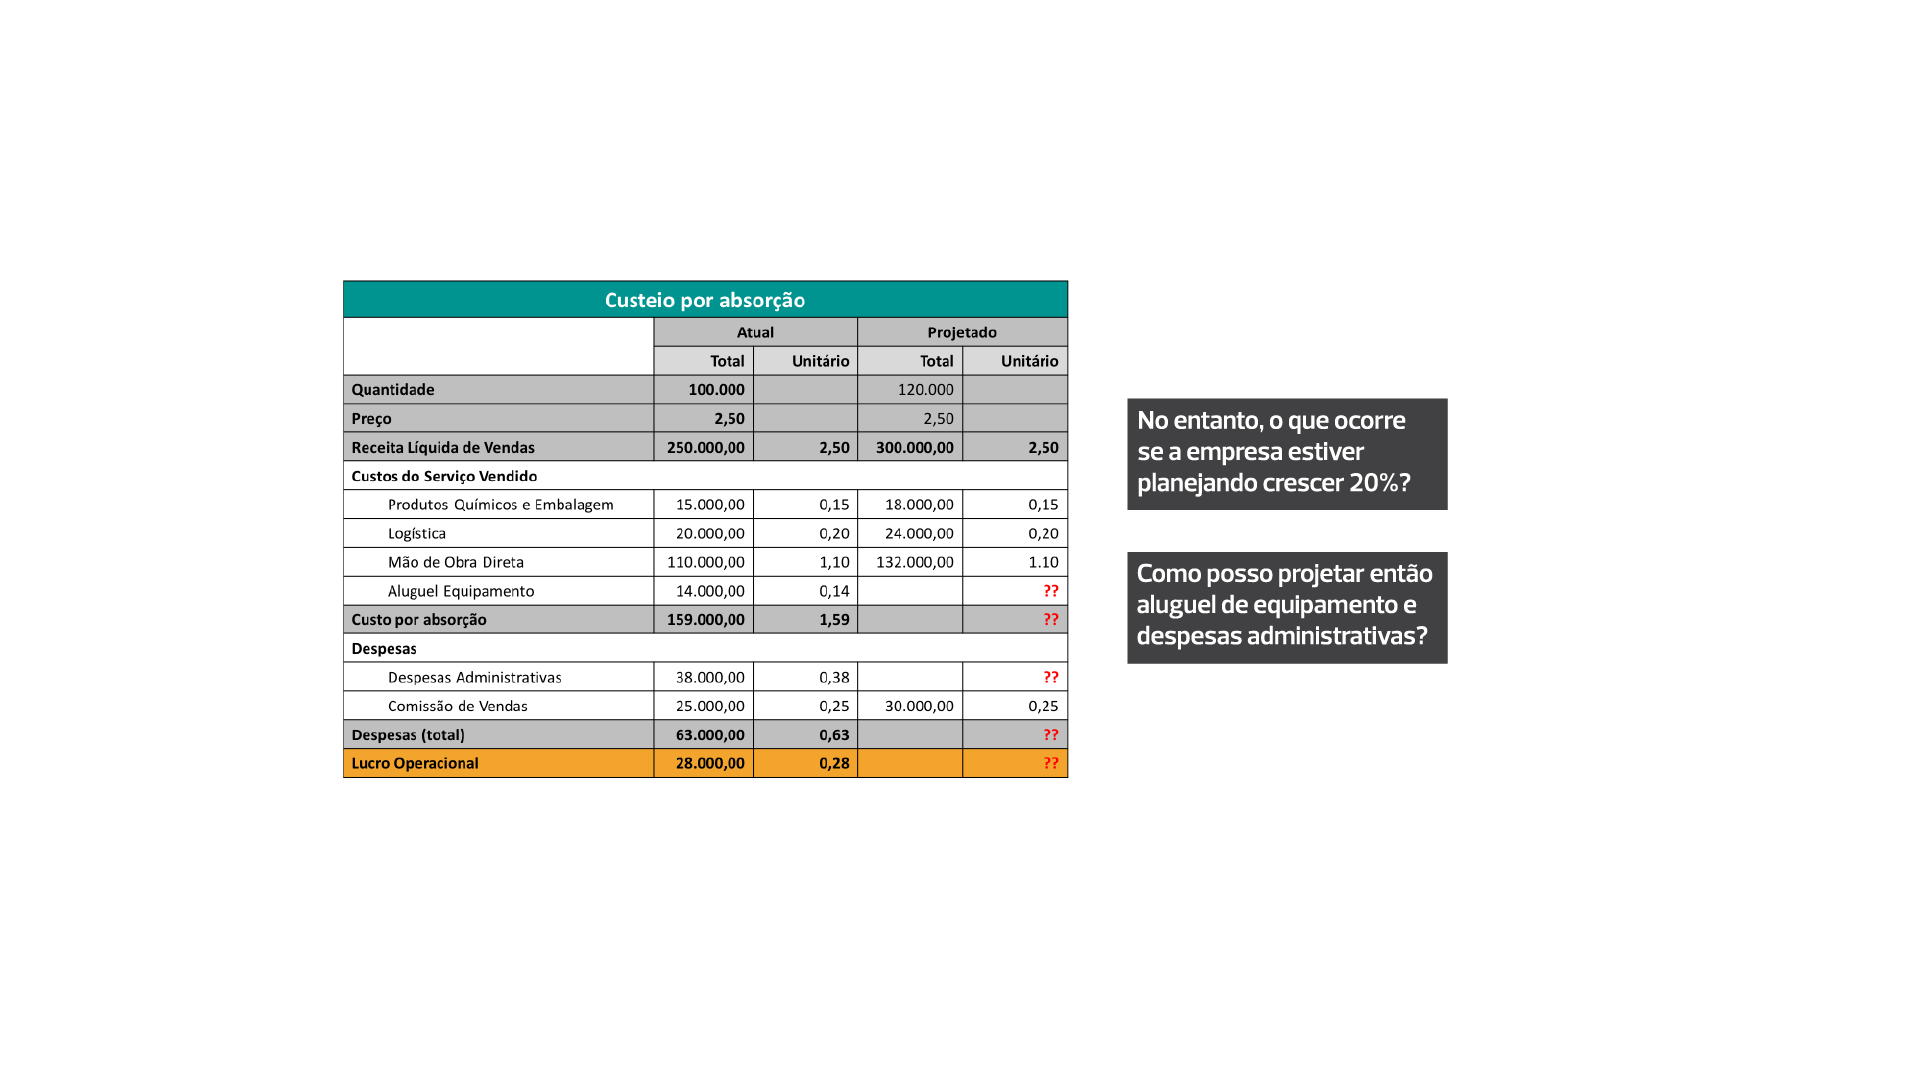 Custeio por absorção
Atual Projetado
Total Unitário Total Unitário
Quantidade 100.000 120.000
Preço 2,50 2,50
Receita Líquida de Vendas 250.000,00 2,50 300.000,00 2,50
Custos do Serviço Vendido
Produtos Químicos e Embalagem 15.000,00 0,15 18.000,00 0,15
Logística 20.000,00 0,20 24.000,00 0,20
Mão de Obra Direta 110.000,00 1,10 132.000,00 1.10
Aluguel Equipamento 14.000,00 0,14 ??
Custo por absorção 159.000,00 1,59 ??
Despesas
Despesas Administrativas 38.000,00 0,38 ??
Comissão de Vendas 25.000,00 0,25 30.000,00 0,25
Despesas (total) 63.000,00 0,63 ??
Lucro Operacional 28.000,00 0,28 ??
No entanto, o que ocorre
se a empresa estiver
planejando crescer 20%?
Como posso projetar então
aluguel de equipamento e
despesas administrativas?